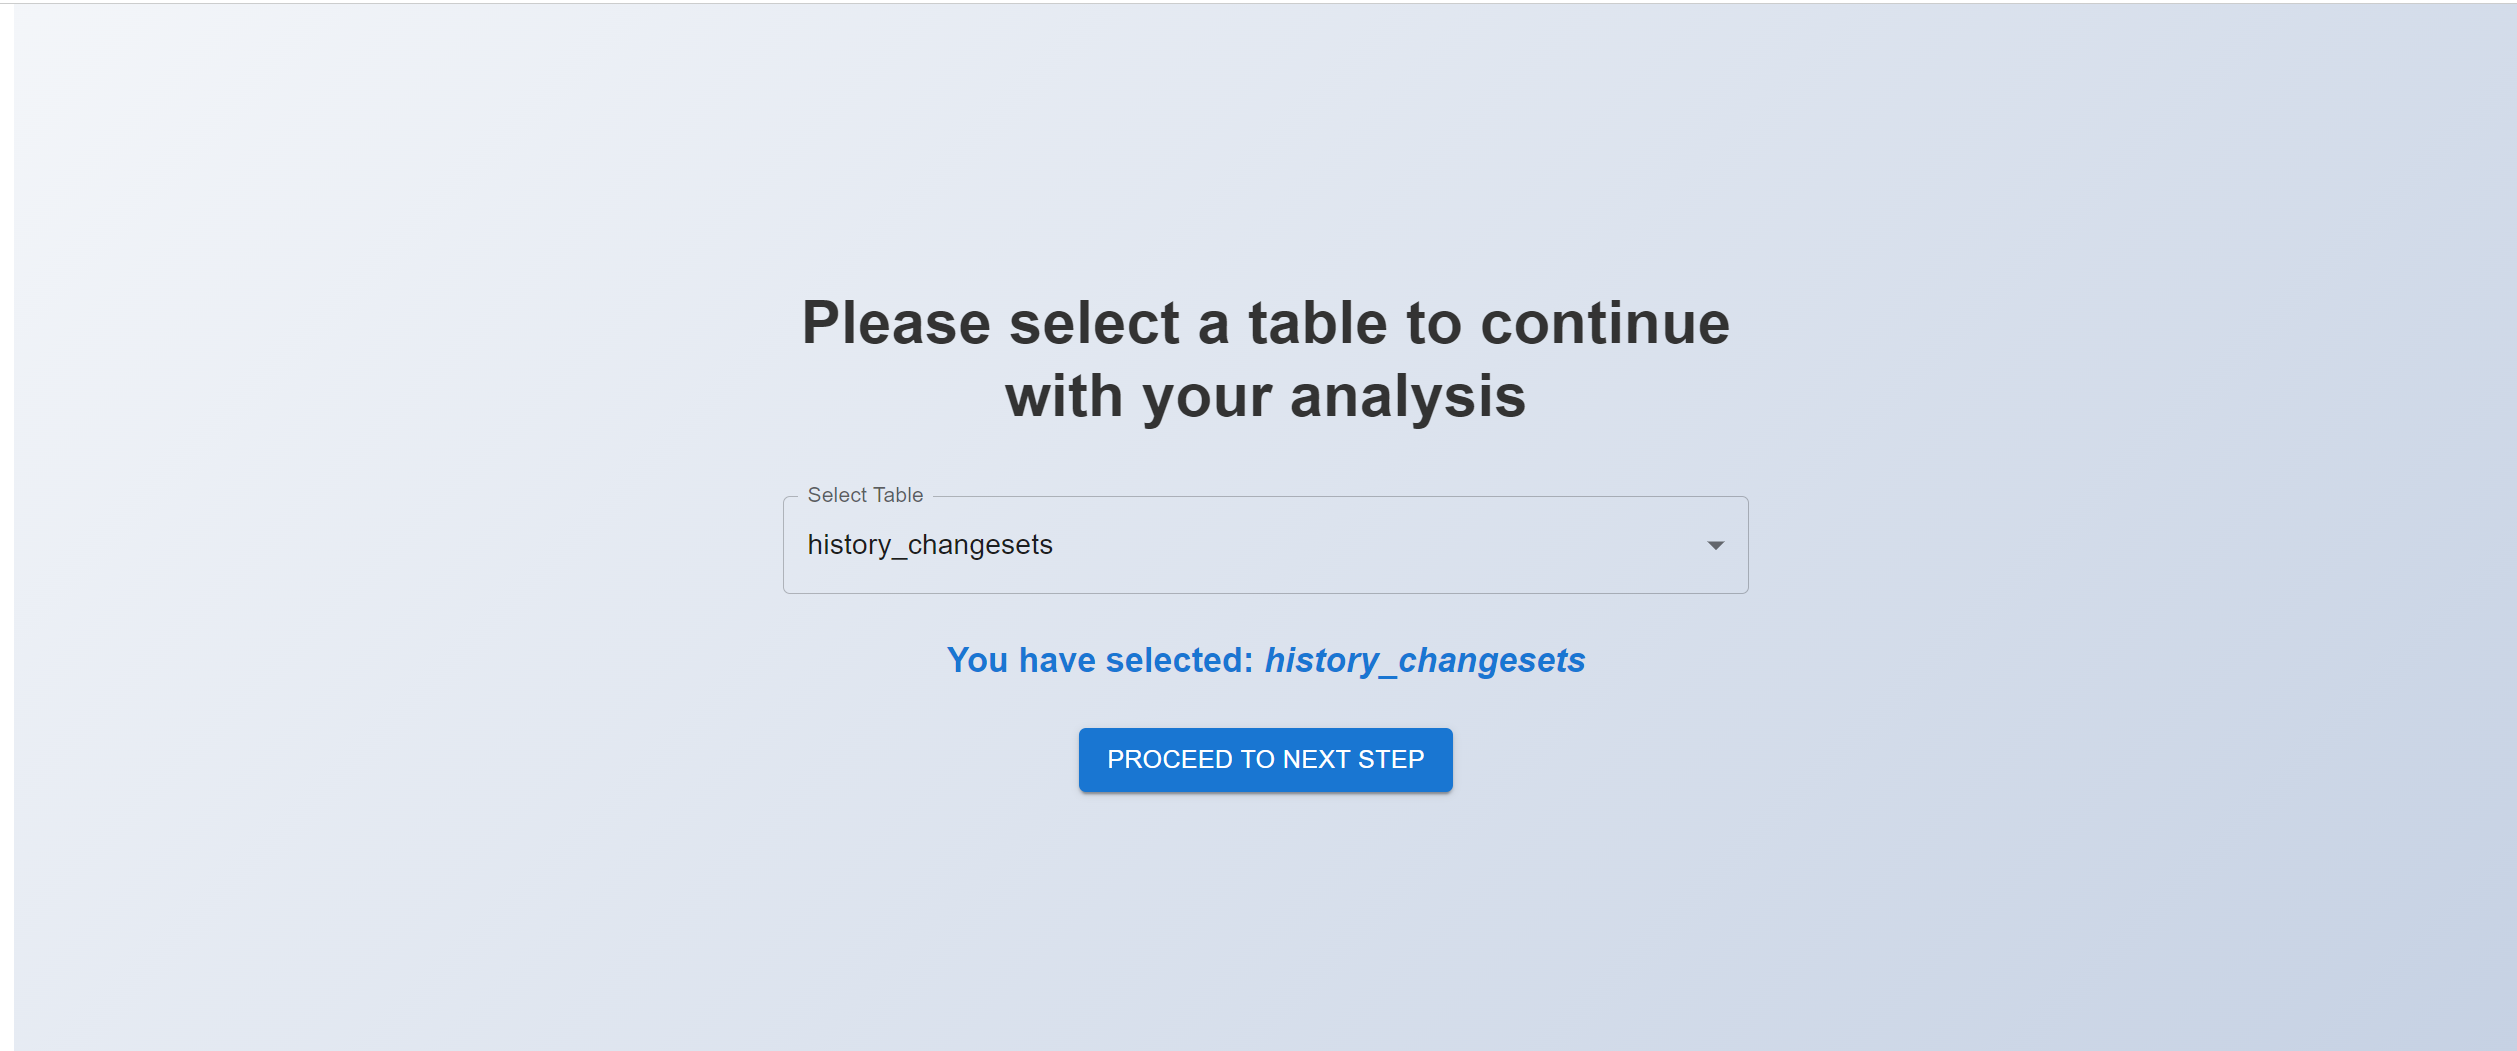 Please select a table to continue
with your analysis
Select Table
history_changesets
You have selected: history_changesets
PROCEED TO NEXT STEP